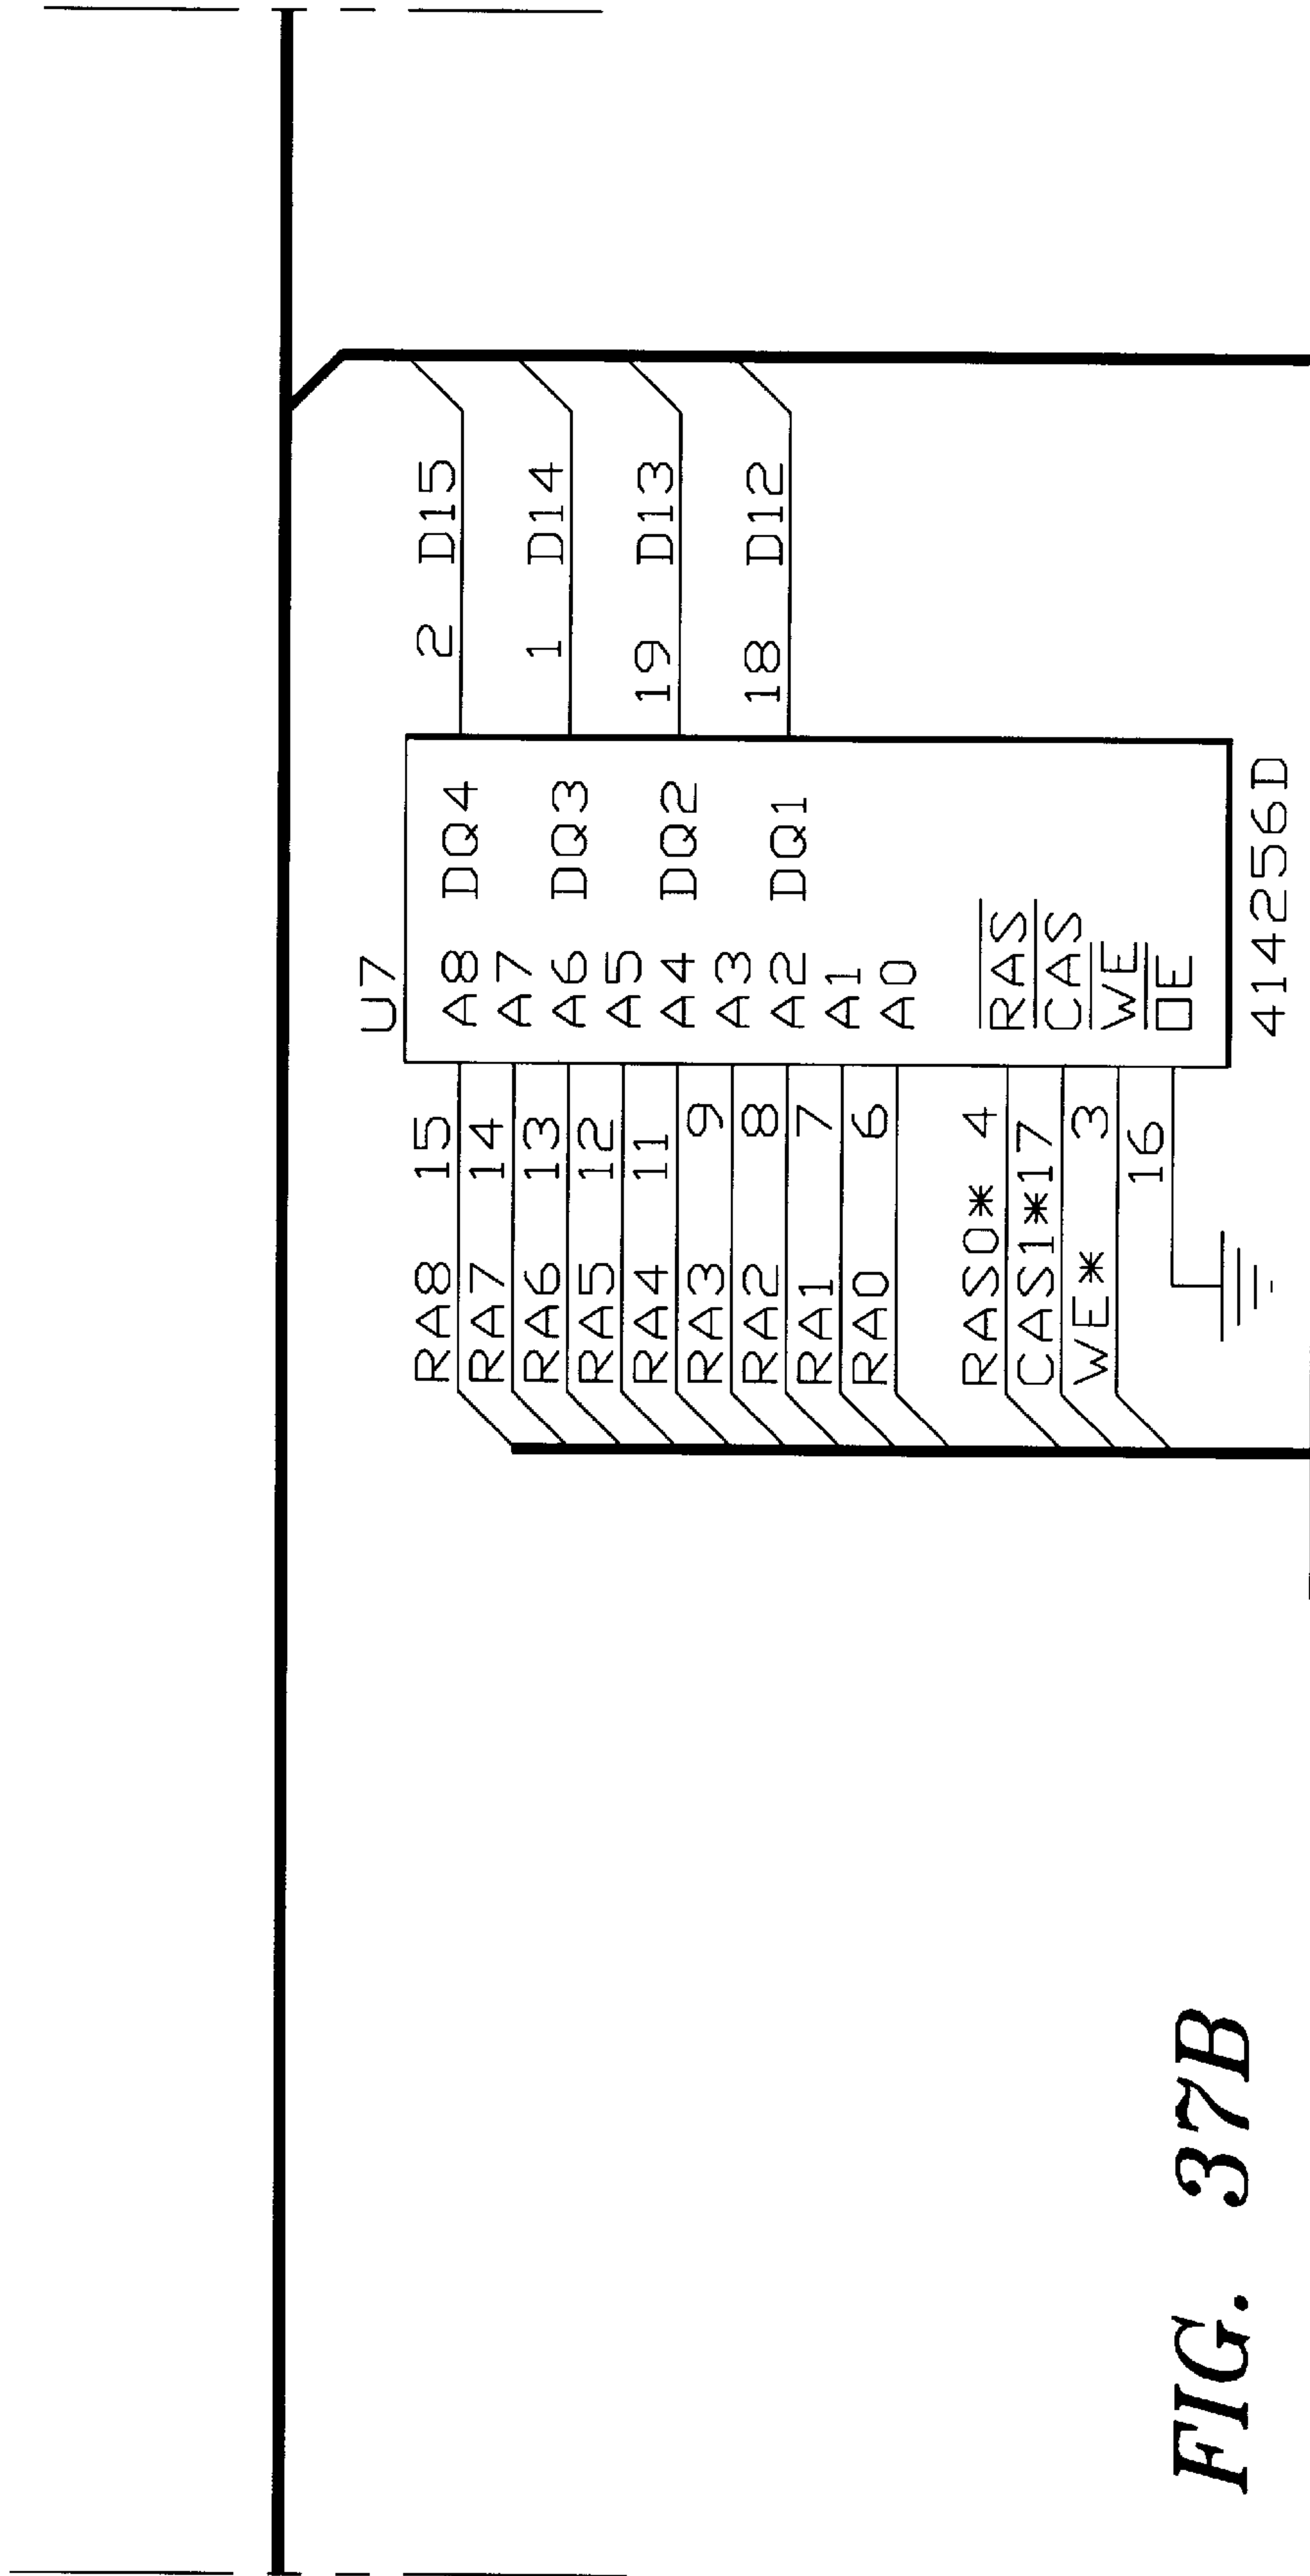 U7
RA8 15 A8 DQ4 2 D15
RA7 14 A7
RA6 13 A6 DQ3 1 D14
RA5 12 A5
RA4 11 A4 DQ2 19 D13
RA3 9 A3
RA2 8 A2 DQ1 18 D12
RA1 7 A1
RA0 6 A0
RAS0* 4 RAS
CAS1*17 CAS
WE* 3 WE
16 OE
414256D
FIG. 37B